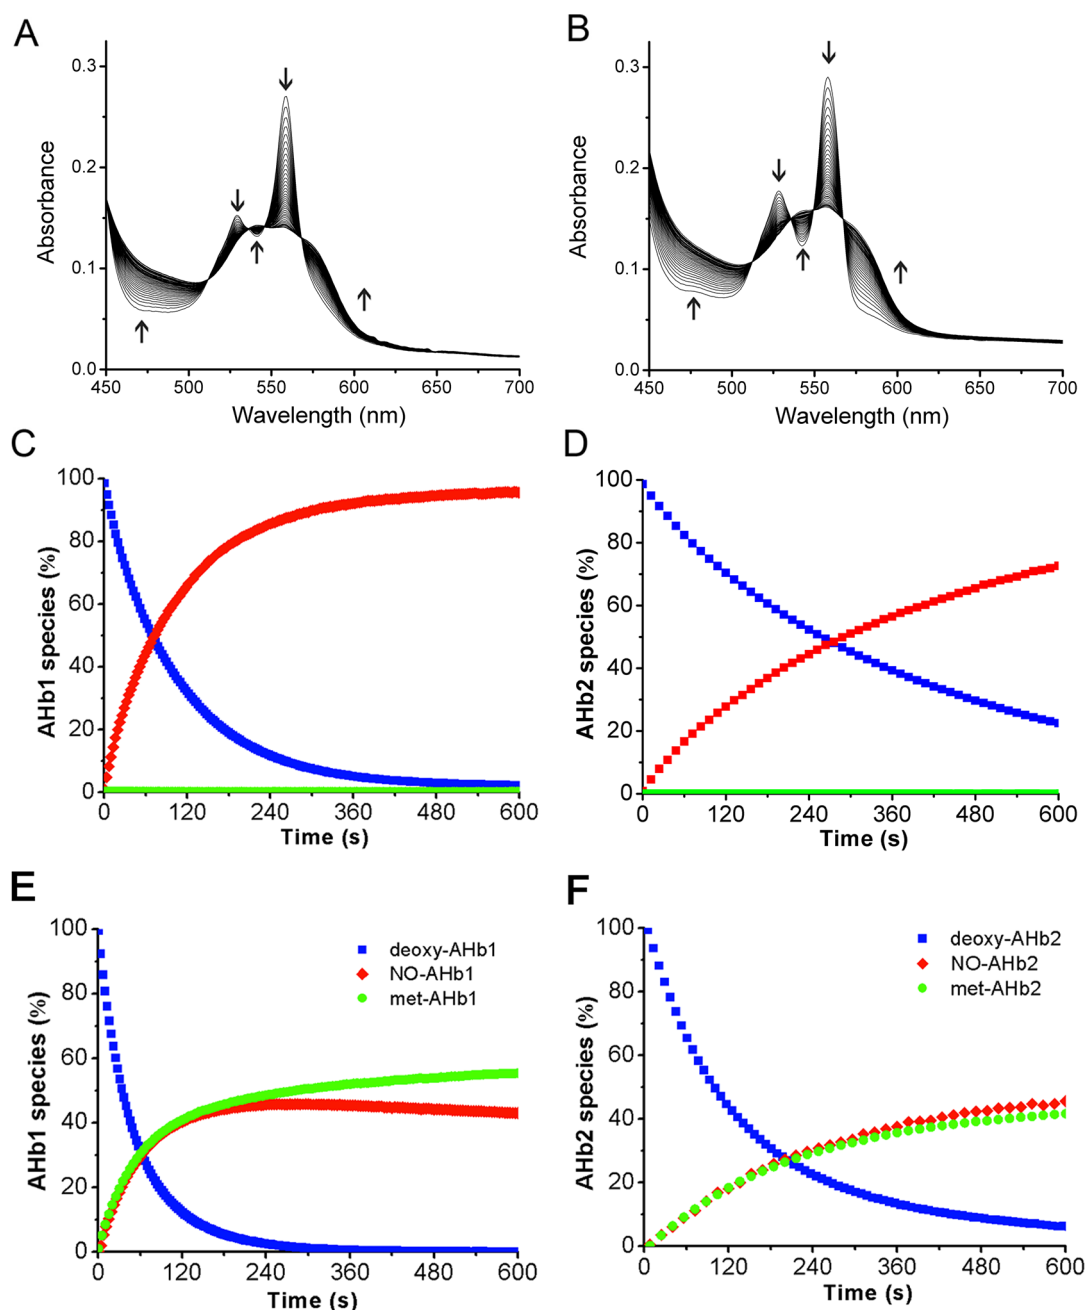 A
B
0.3
0.2
0.1
0.0
Absorbance
450
500
550
600
650
700
Wavelength (nm)
0.3
0.2
0.1
0.0
Absorbance
450
500
550
600
650
700
Wavelength (nm)
C
D
100
80
60
40
20
0
AHb1 species (%)
0
120
240
360
480
600
Time (s)
100
80
60
40
20
0
AHb2 species (%)
0
120
240
360
480
600
Time (s)
E
F
100
80
60
40
20
0
AHb1 species (%)
deoxy-AHb1
NO-AHb1
met-AHb1
0
120
240
360
480
600
Time (s)
100
80
60
40
20
0
AHb2 species (%)
deoxy-AHb2
NO-AHb2
met-AHb2
0
120
240
360
480
600
Time (s)